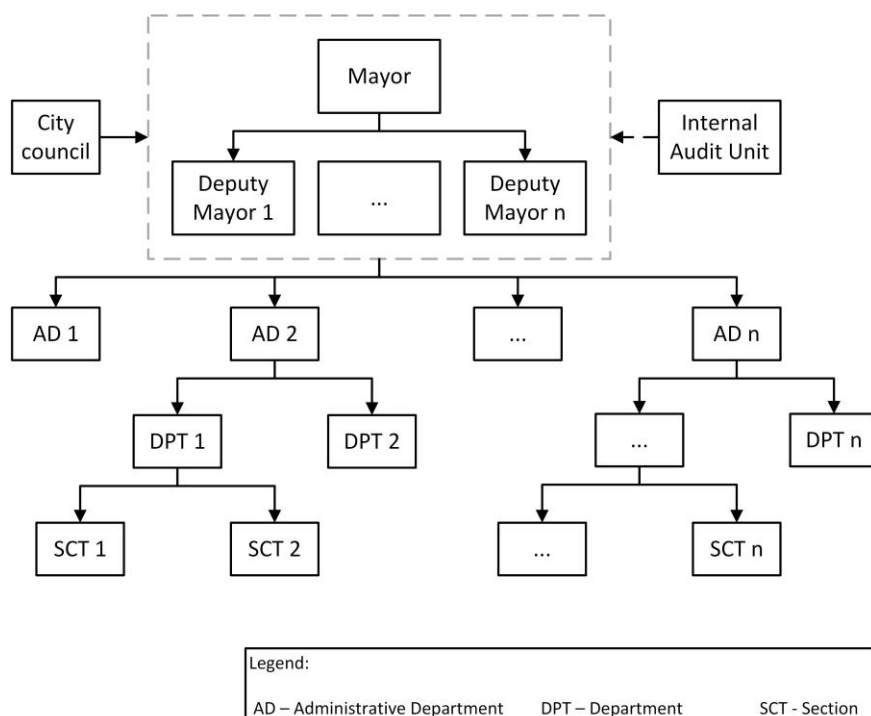 Mayor
City
council
Internal
Audit Unit
Deputy
Mayor 1
...
Deputy
Mayor n
AD 1
AD 2
...
AD n
DPT 1
DPT 2
...
DPT n
SCT 1
SCT 2
...
SCT n
Legend:
AD – Administrative Department DPT – Department SCT - Section